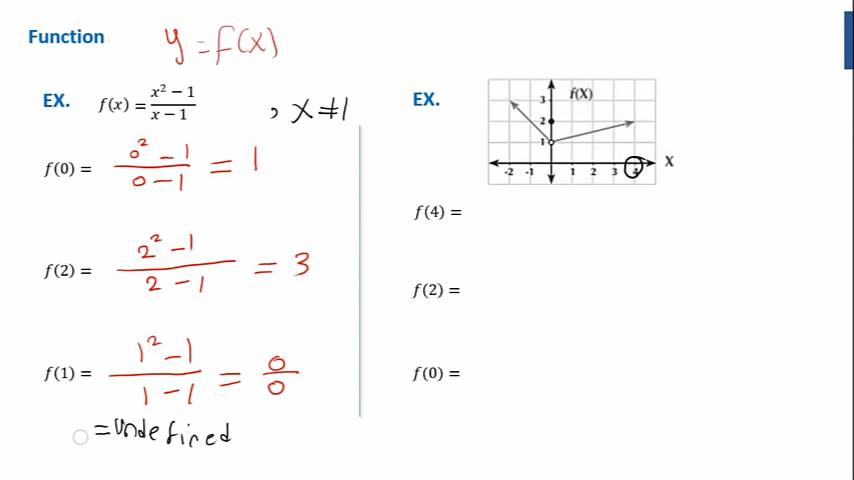 Function y = f(x)
EX. f(x) = x² − 1 / x − 1 , x ≠ 1
f(0) = 0² − 1 / 0 − 1 = 1
f(2) = 2² − 1 / 2 − 1 = 3
f(1) = 1² − 1 / 1 − 1 = 0 / 0
= undefined
EX.
f(X)
3
2
1
-2 -1 1 2 3 4 X
f(4) =
f(2) =
f(0) =